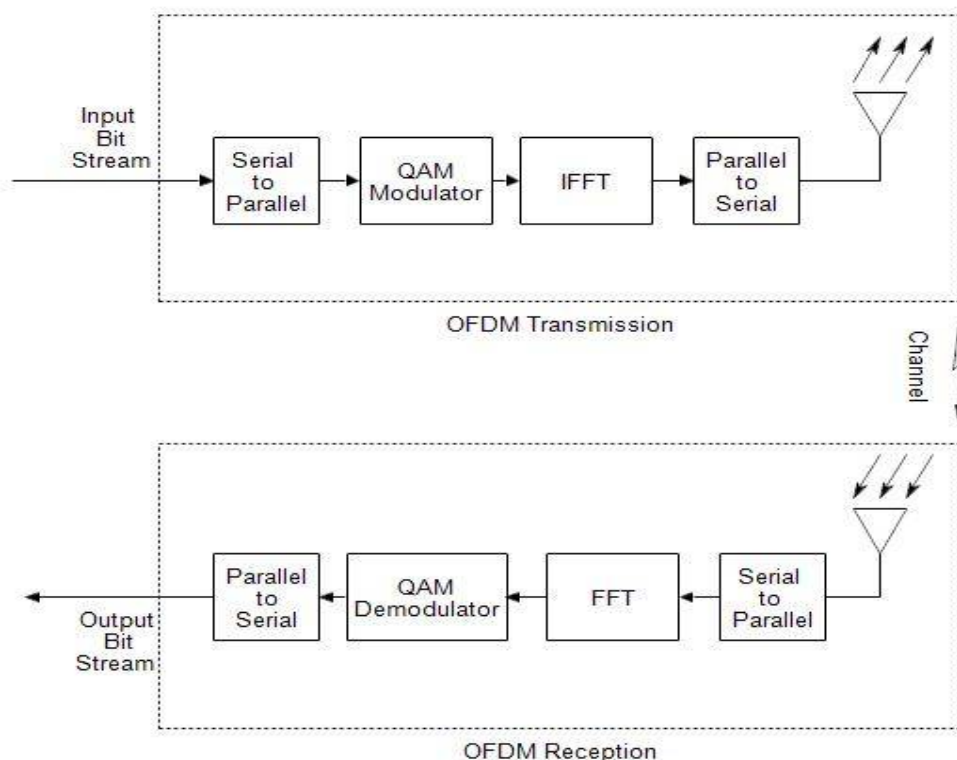 Input
Bit
Stream
Serial
to
Parallel
QAM
Modulator
IFFT
Parallel
to
Serial
OFDM Transmission
Channel
Parallel
to
Serial
QAM
Demodulator
FFT
Serial
to
Parallel
Output
Bit
Stream
OFDM Reception